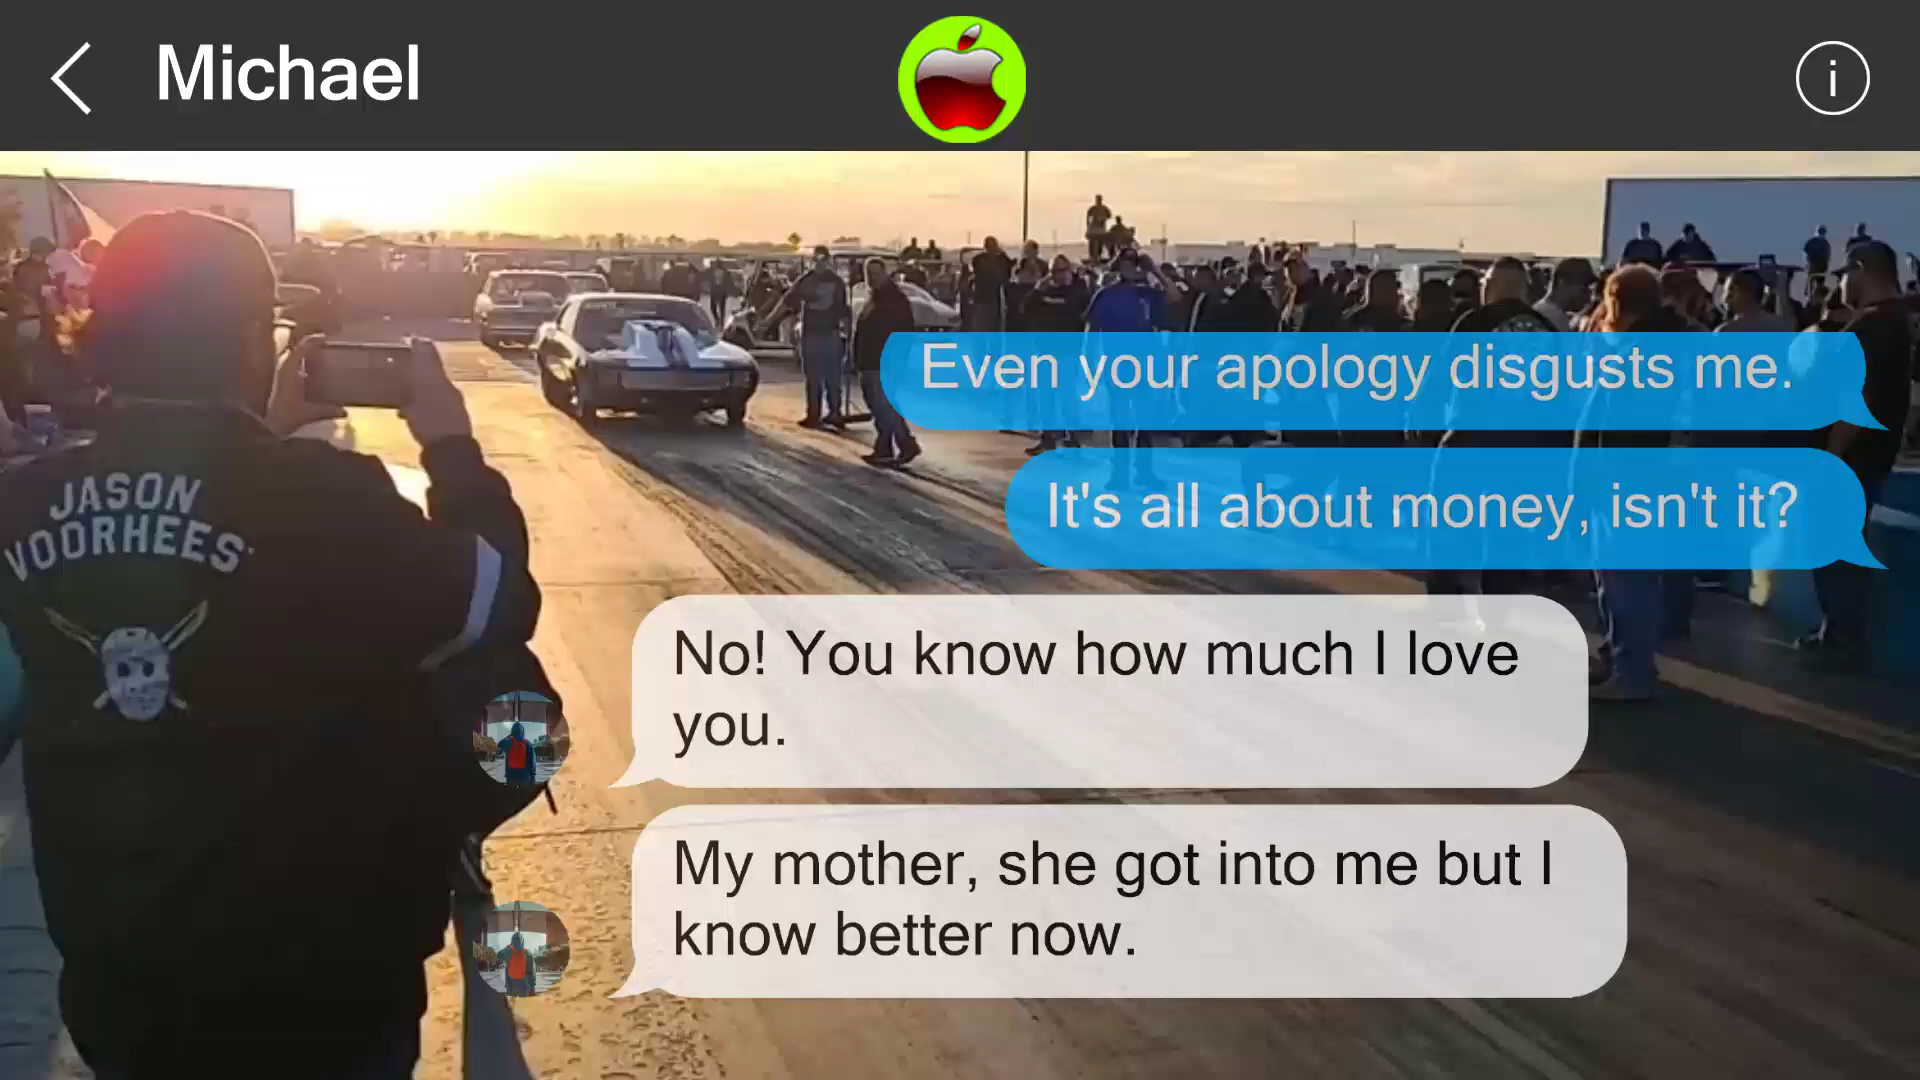 Michael
i
Even your apology disgusts me.
It's all about money, isn't it?
JASON
VOORHEES
No! You know how much I love
you.
My mother, she got into me but I
know better now.